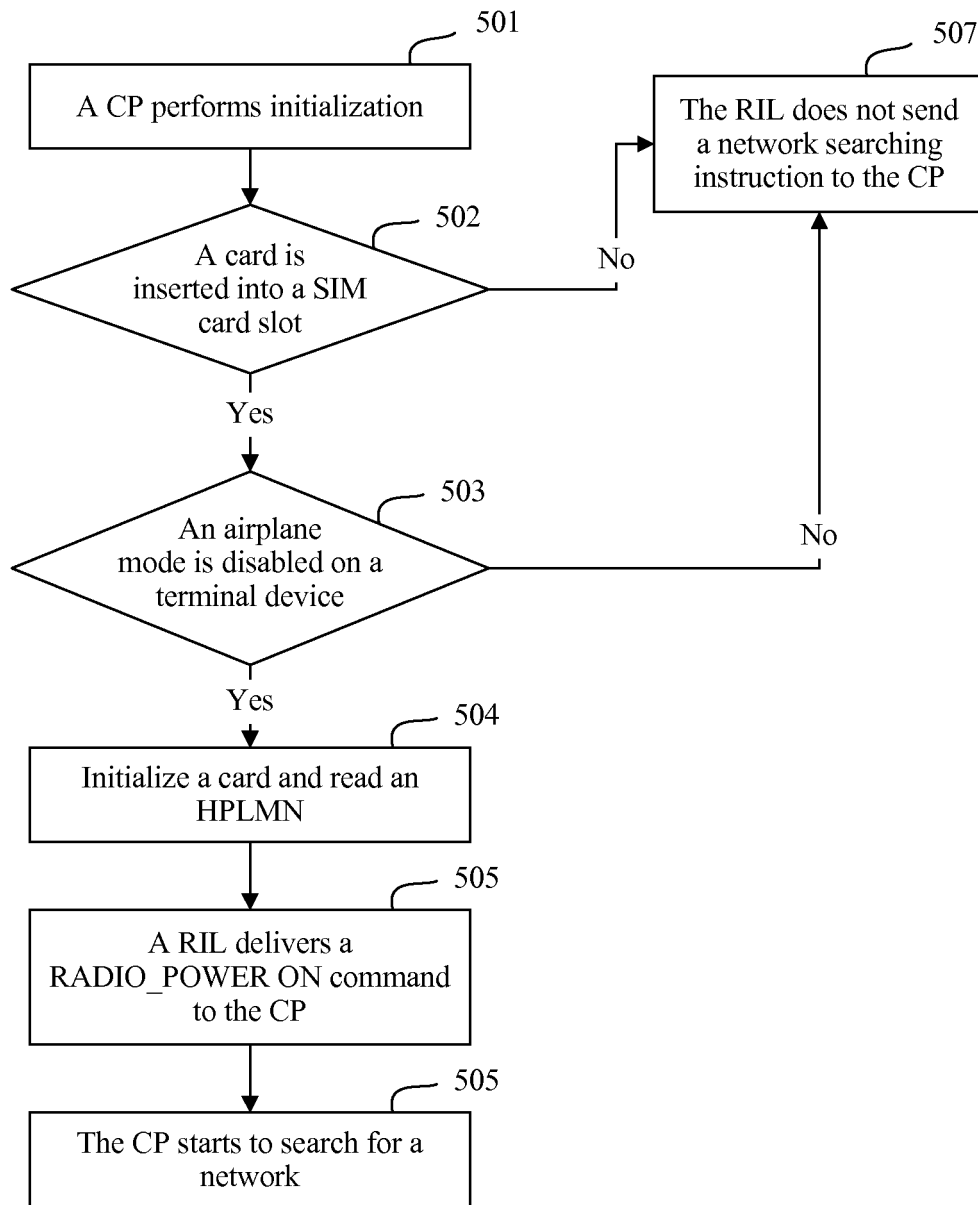 501
A CP performs initialization
507
The RIL does not send
a network searching
instruction to the CP
502
A card is
inserted into a SIM
card slot
No
Yes
503
An airplane
mode is disabled on a
terminal device
No
Yes
504
Initialize a card and read an
HPLMN
505
A RIL delivers a
RADIO_POWER ON command
to the CP
505
The CP starts to search for a
network